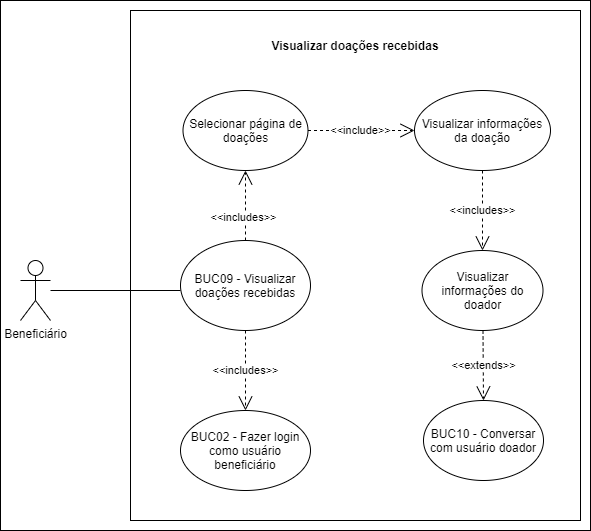 Visualizar doações recebidas
Selecionar página de
doações
<<include>>
Visualizar informações
da doação
<<includes>>
<<includes>>
BUC09 - Visualizar
doações recebidas
Visualizar
informações do
doador
Beneficiário
<<includes>>
<<extends>>
BUC02 - Fazer login
como usuário
beneficiário
BUC10 - Conversar
com usuário doador